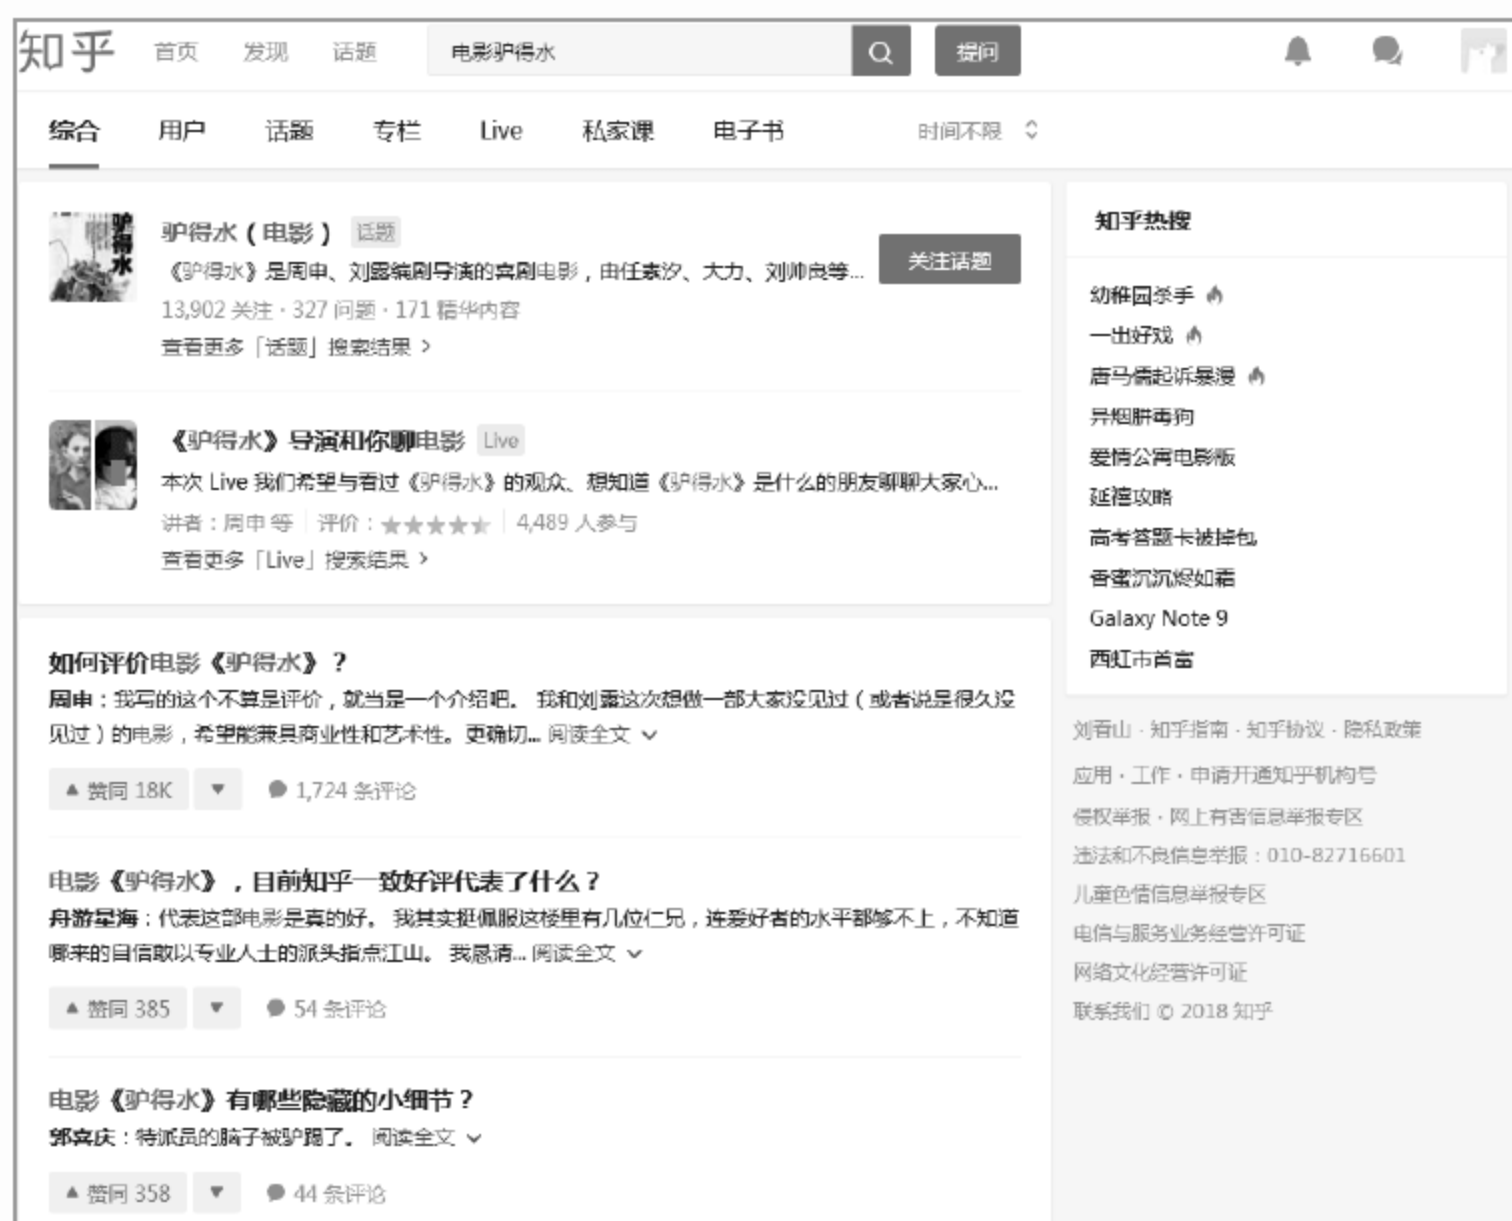 知乎 首页 发现 话题 电影驴得水 提问
综合 用户 话题 专栏 Live 私家课 电子书 时间不限
驴得水
驴得水（电影） 话题
《驴得水》是周申、刘露编剧导演的喜剧电影，由任素汐、大力、刘帅良等...
关注话题
13,902 关注 · 327 问题 · 171 精华内容
查看更多「话题」搜索结果 >
《驴得水》导演和你聊电影 Live
本次 Live 我们希望与看过《驴得水》的观众、想知道《驴得水》是什么的朋友聊聊大家心...
讲者：周申 等 评价：★★★★★ 4,489 人参与
查看更多「Live」搜索结果 >
如何评价电影《驴得水》？
周申：我写的这个不算是评价，就当是一个介绍吧。 我和刘露这次想做一部大家没见过（或者说是很久没
见过）的电影，希望能兼具商业性和艺术性。更确切... 阅读全文
▲ 赞同 18K ▼ 1,724 条评论
电影《驴得水》，目前知乎一致好评代表了什么？
舟游星海：代表这部电影是真的好。 我其实挺佩服这楼里有几位仁兄，连爱好者的水平都够不上，不知道
哪来的自信敢以专业人士的派头指点江山。 我恳请... 阅读全文
▲ 赞同 385 ▼ 54 条评论
电影《驴得水》有哪些隐藏的小细节？
郭喜庆：特派员的脑子被驴踢了。 阅读全文
▲ 赞同 358 ▼ 44 条评论
知乎热搜
幼稚园杀手
一出好戏
唐马儒起诉暴漫
异烟肼毒狗
爱情公寓电影版
延禧攻略
高考答题卡被掉包
香蜜沉沉烬如霜
Galaxy Note 9
西虹市首富
刘看山 · 知乎指南 · 知乎协议 · 隐私政策
应用 · 工作 · 申请开通知乎机构号
侵权举报 · 网上有害信息举报专区
违法和不良信息举报：010-82716601
儿童色情信息举报专区
电信与服务业务经营许可证
网络文化经营许可证
联系我们 © 2018 知乎